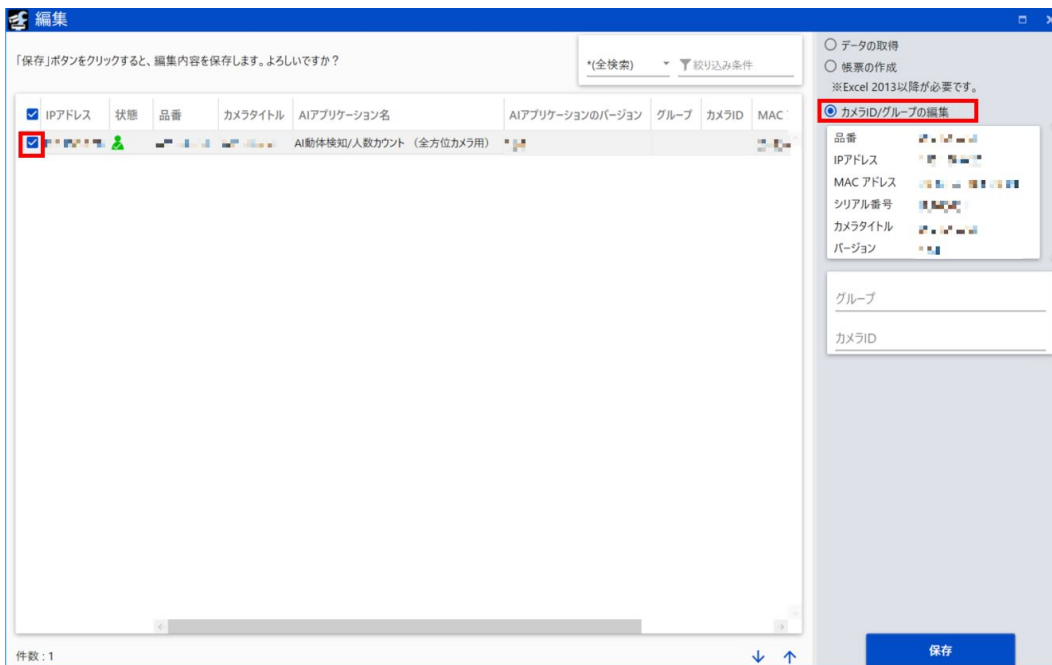 編集
「保存」ボタンをクリックすると、編集内容を保存します。よろしいですか？
*(全検索) 絞り込み条件
IPアドレス 状態 品番 カメラタイトル AIアプリケーション名 AIアプリケーションのバージョン グループ カメラID MAC
AI動体検知/人数カウント （全方位カメラ用）
件数 : 1
データの取得
帳票の作成
※Excel 2013以降が必要です。
カメラID/グループの編集
品番
IPアドレス
MAC アドレス
シリアル番号
カメラタイトル
バージョン
グループ
カメラID
保存